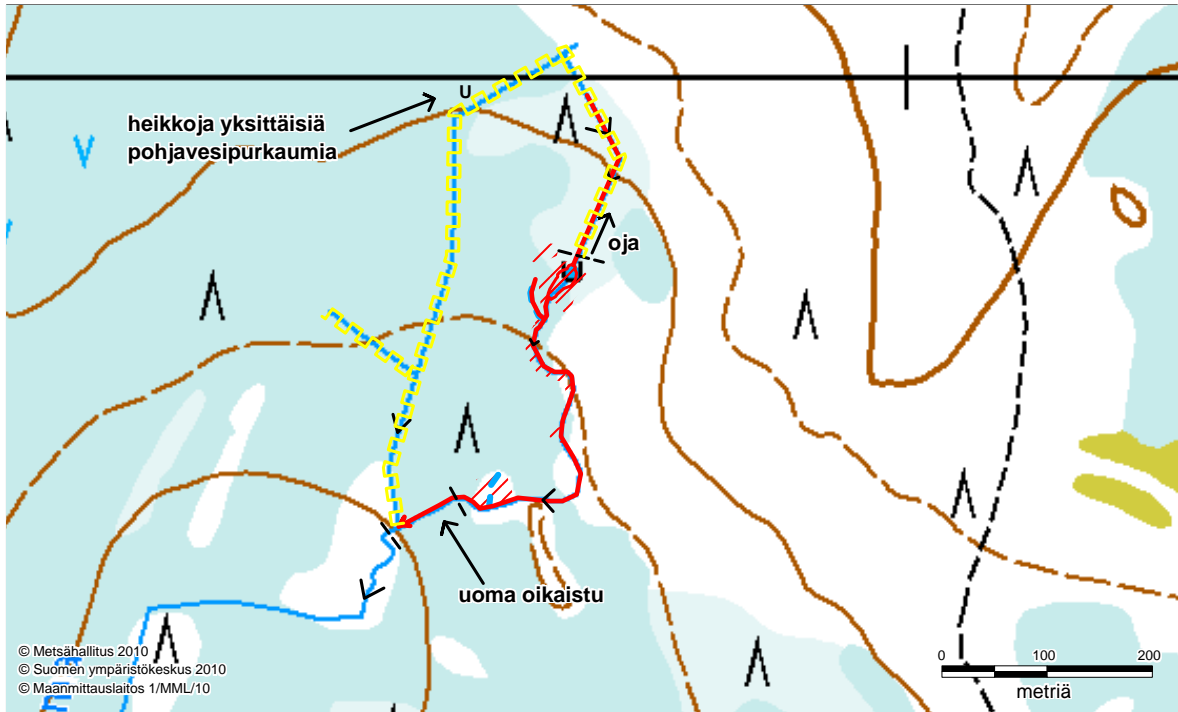 U
heikkoja yksittäisiä
pohjavesipurkaumia
oja
uoma oikaistu
© Metsähallitus 2010
© Suomen ympäristökeskus 2010
© Maanmittauslaitos 1/MML/10
0 100 200
metriä